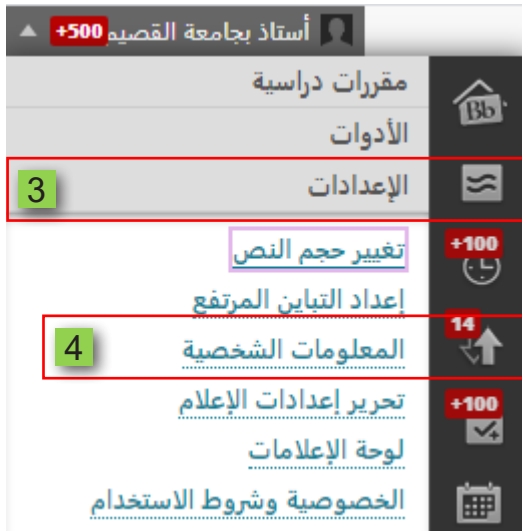 أستاذ بجامعة القصيم +500
مقررات دراسية
Bb
الأدوات
3 الإعدادات
تغيير حجم النص
+100
إعداد التباين المرتفع
14
4 المعلومات الشخصية
تحرير إعدادات الإعلام
+100
لوحة الإعلامات
الخصوصية وشروط الاستخدام